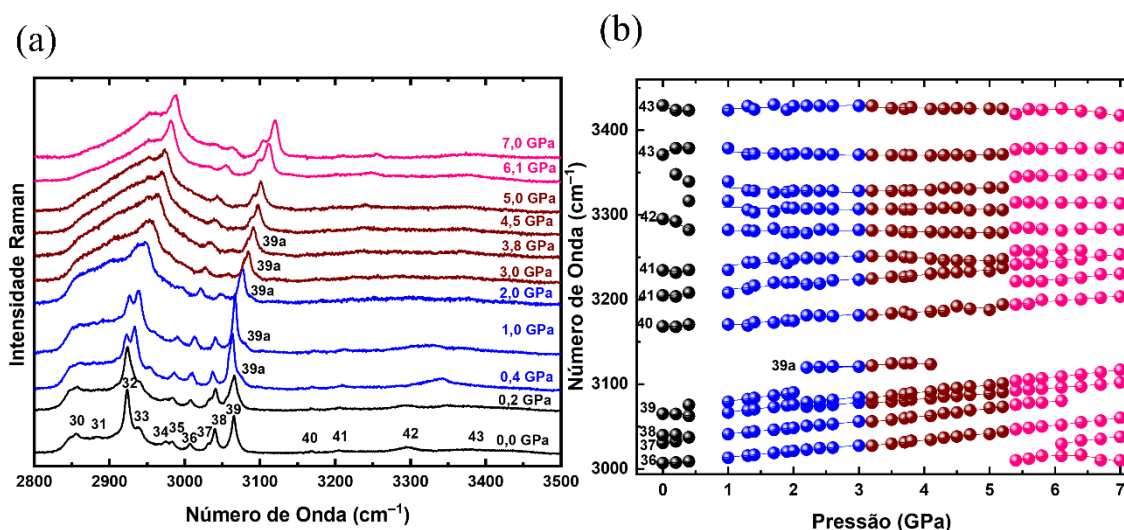 (a)
Intensidade Raman
7,0 GPa
6,1 GPa
5,0 GPa
4,5 GPa
3,8 GPa
39a
3,0 GPa
39a
2,0 GPa
39a
1,0 GPa
39a
0,4 GPa
0,2 GPa
0,0 GPa
30 31 32 33 34 35 36 37 38 39 40 41 42 43
2800 2900 3000 3100 3200 3300 3400 3500
Número de Onda (cm⁻¹)
(b)
Número de Onda (cm⁻¹)
3400
3300
3200
3100
3000
43
43
42
41
41
40
39a
39
38
37
36
0 1 2 3 4 5 6 7
Pressão (GPa)